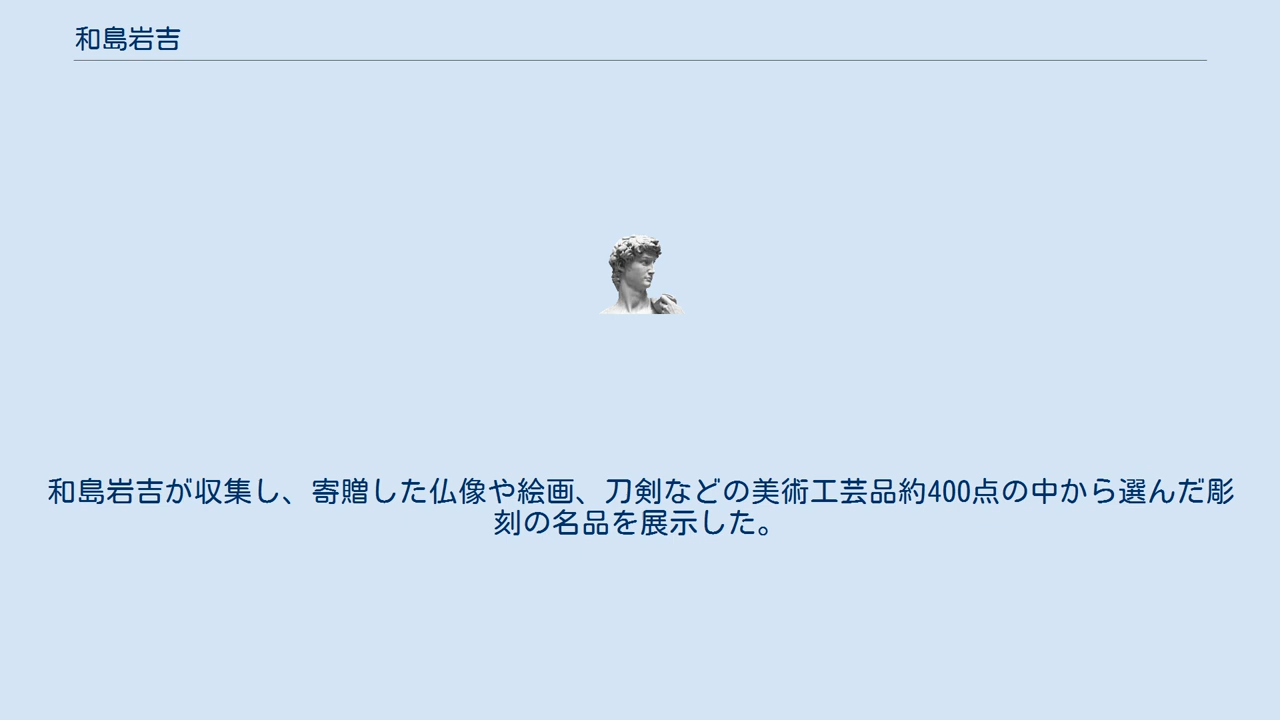 和島岩吉
和島岩吉が収集し、寄贈した仏像や絵画、刀剣などの美術工芸品約400点の中から選んだ彫
刻の名品を展示した。